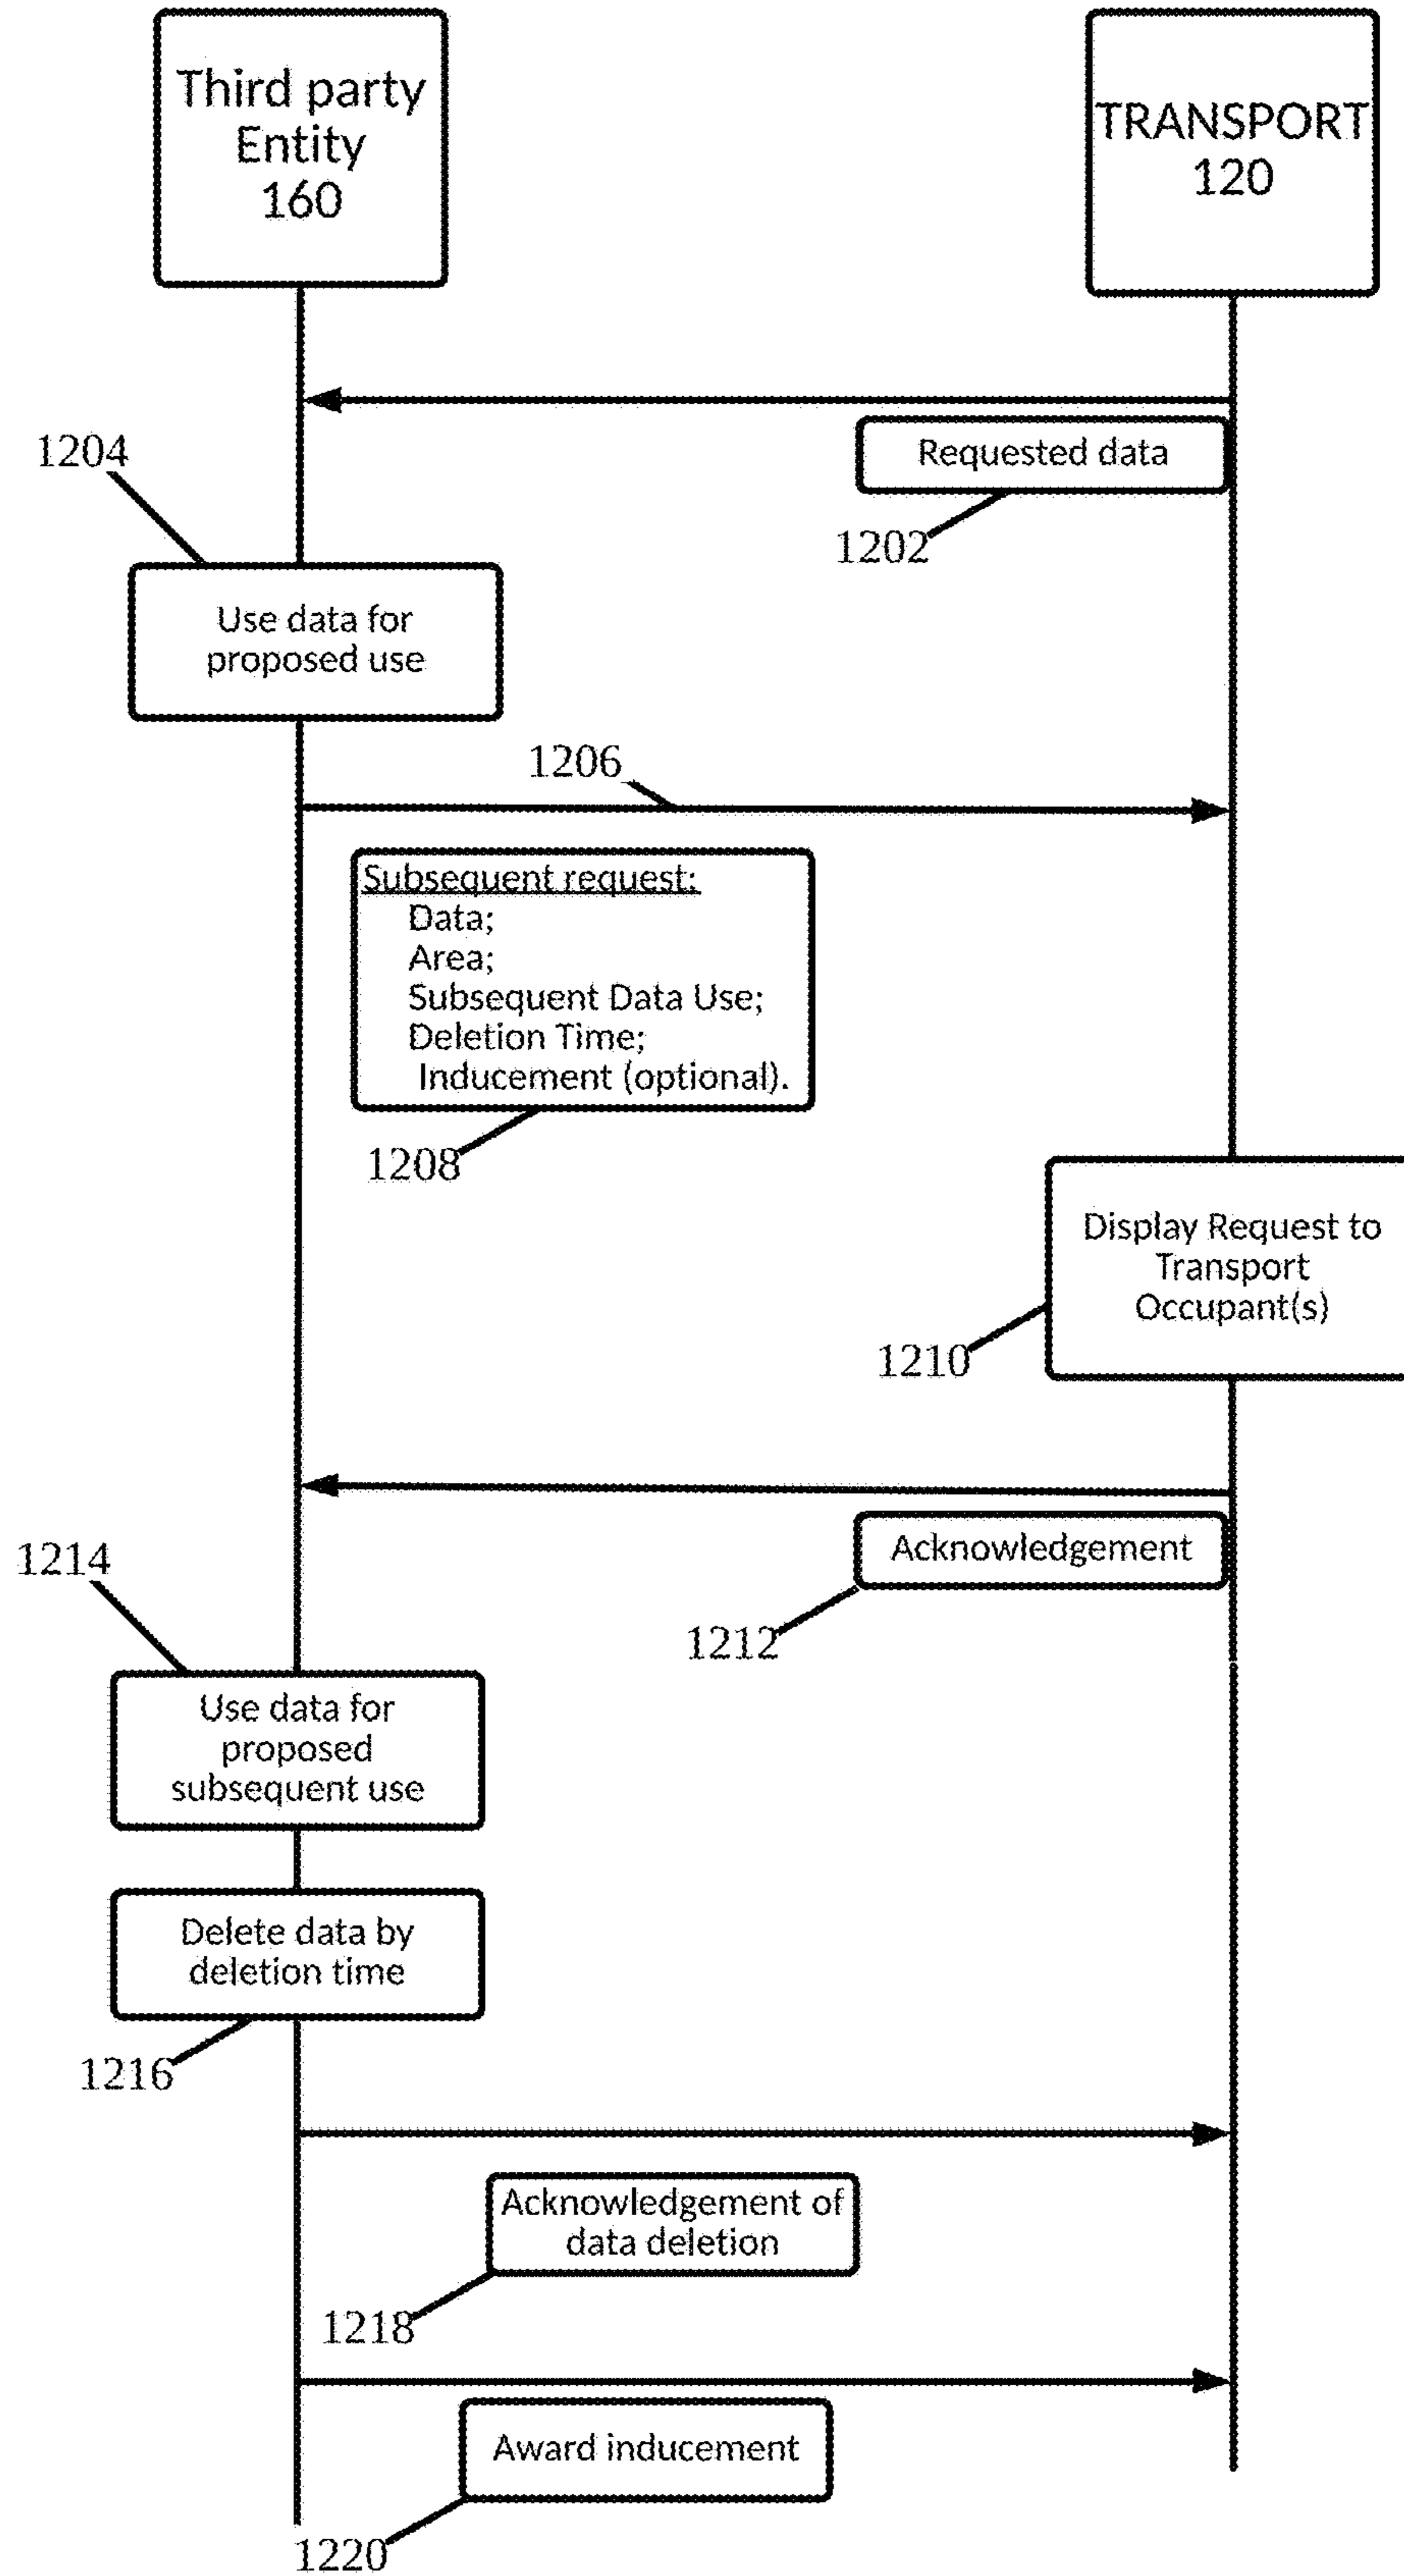 Third party
Entity
160
TRANSPORT
120
1204
Requested data
1202
Use data for
proposed use
1206
Subsequent request:
Data;
Area;
Subsequent Data Use;
Deletion Time;
Inducement (optional).
1208
Display Request to
Transport
Occupant(s)
1210
Acknowledgement
1214
1212
Use data for
proposed
subsequent use
Delete data by
deletion time
1216
Acknowledgement of
data deletion
1218
Award inducement
1220